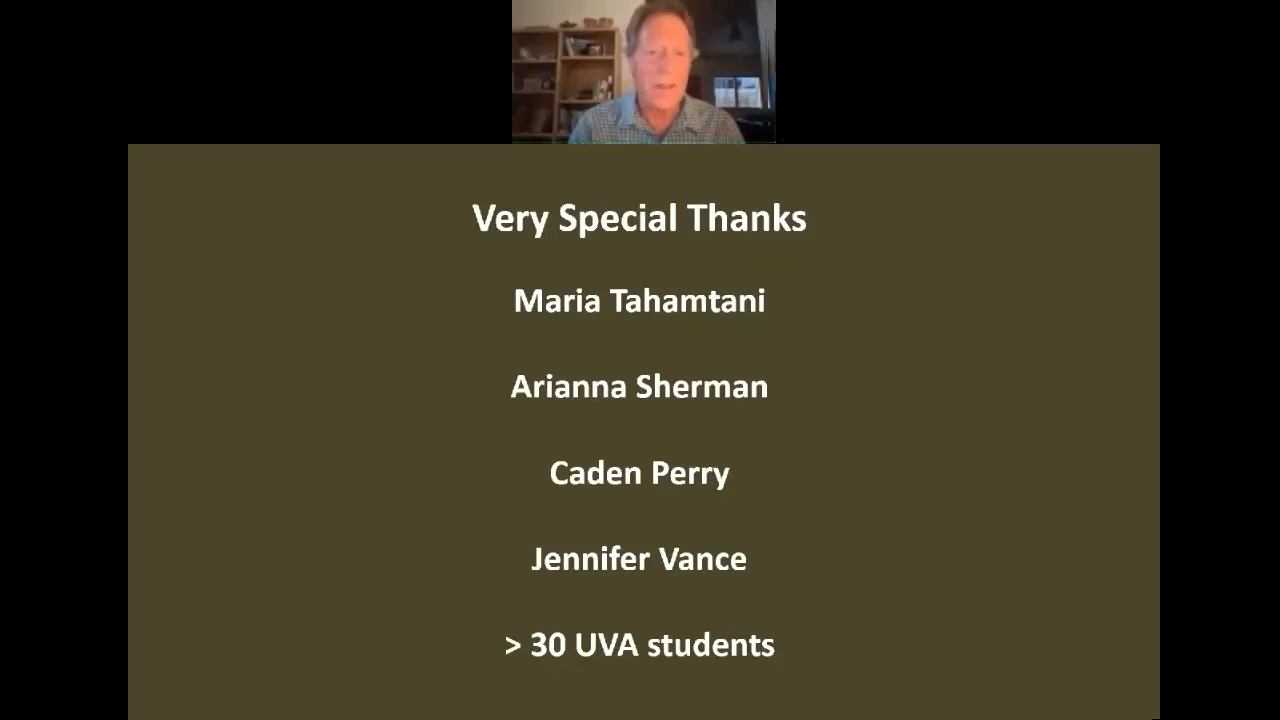 Very Special Thanks
Maria Tahamtani
Arianna Sherman
Caden Perry
Jennifer Vance
> 30 UVA students